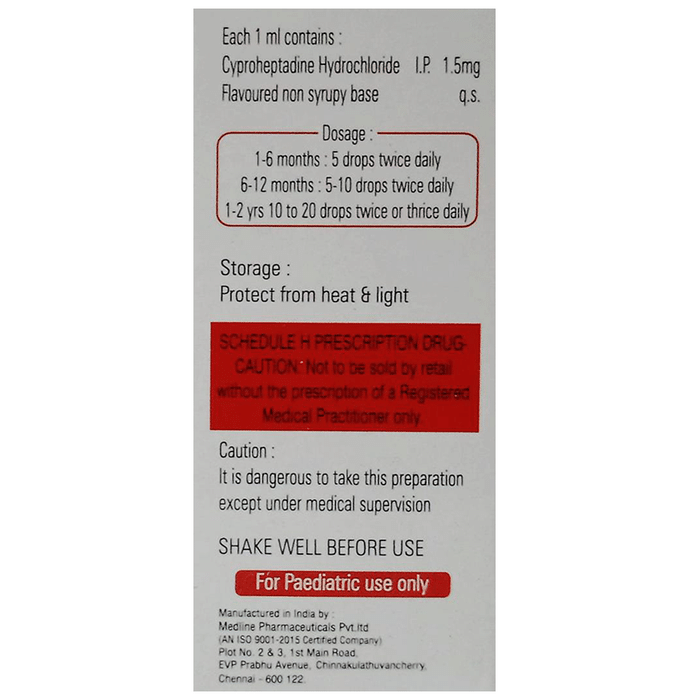 Each 1 ml contains :
Cyproheptadine Hydrochloride I.P. 1.5mg
Flavoured non syrupy base q.s.
Dosage :
1-6 months : 5 drops twice daily
6-12 months : 5-10 drops twice daily
1-2 yrs 10 to 20 drops twice or thrice daily
Storage :
Protect from heat & light
SCHEDULE H PRESCRIPTION DRUG-
CAUTION: Not to be sold by retail
without the prescription of a Registered
Medical Practitioner only.
Caution :
It is dangerous to take this preparation
except under medical supervision
SHAKE WELL BEFORE USE
For Paediatric use only
Manufactured in India by :
Medline Pharmaceuticals Pvt.ltd
(AN ISO 9001-2015 Certified Company)
Plot No. 2 & 3, 1st Main Road,
EVP Prabhu Avenue, Chinnakulathuvancherry,
Chennai - 600 122.